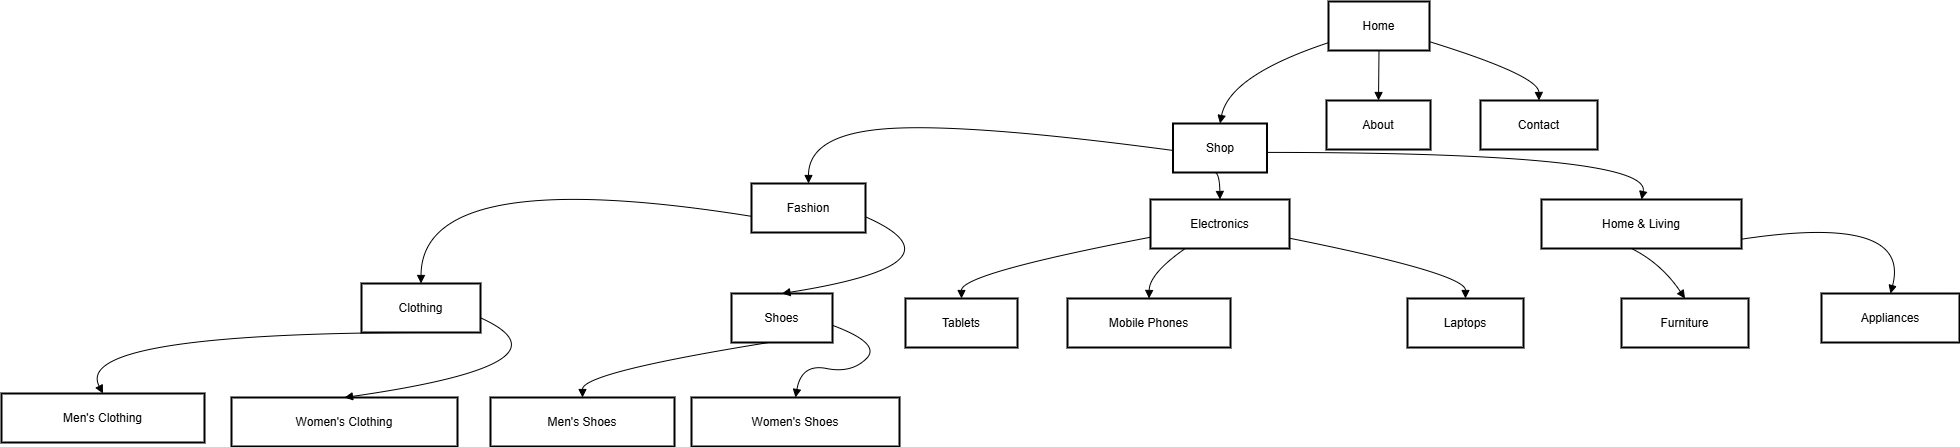 Home
About
Contact
Shop
Fashion
Electronics
Home & Living
Clothing
Shoes
Tablets
Mobile Phones
Laptops
Furniture
Appliances
Men's Clothing
Women's Clothing
Men's Shoes
Women's Shoes